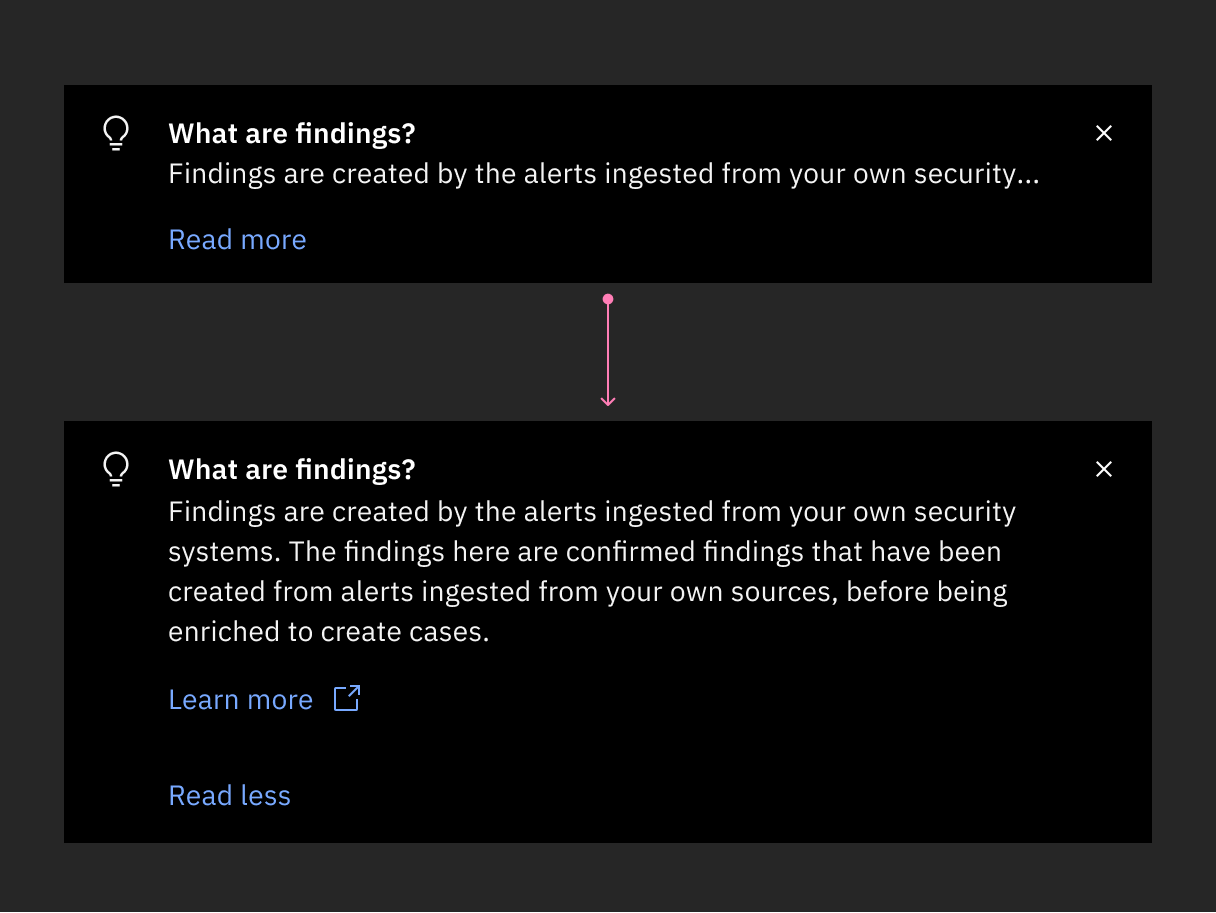 What are findings?
Findings are created by the alerts ingested from your own security...
Read more
What are findings?
Findings are created by the alerts ingested from your own security
systems. The findings here are confirmed findings that have been
created from alerts ingested from your own sources, before being
enriched to create cases.
Learn more
Read less